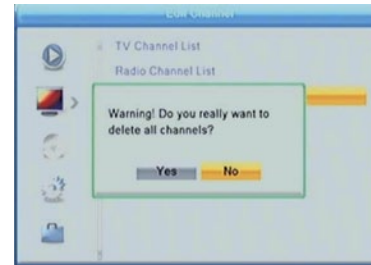 Edit Channel
TV Channel List
Radio Channel List
Warning! Do you really want to
delete all channels?
Yes No